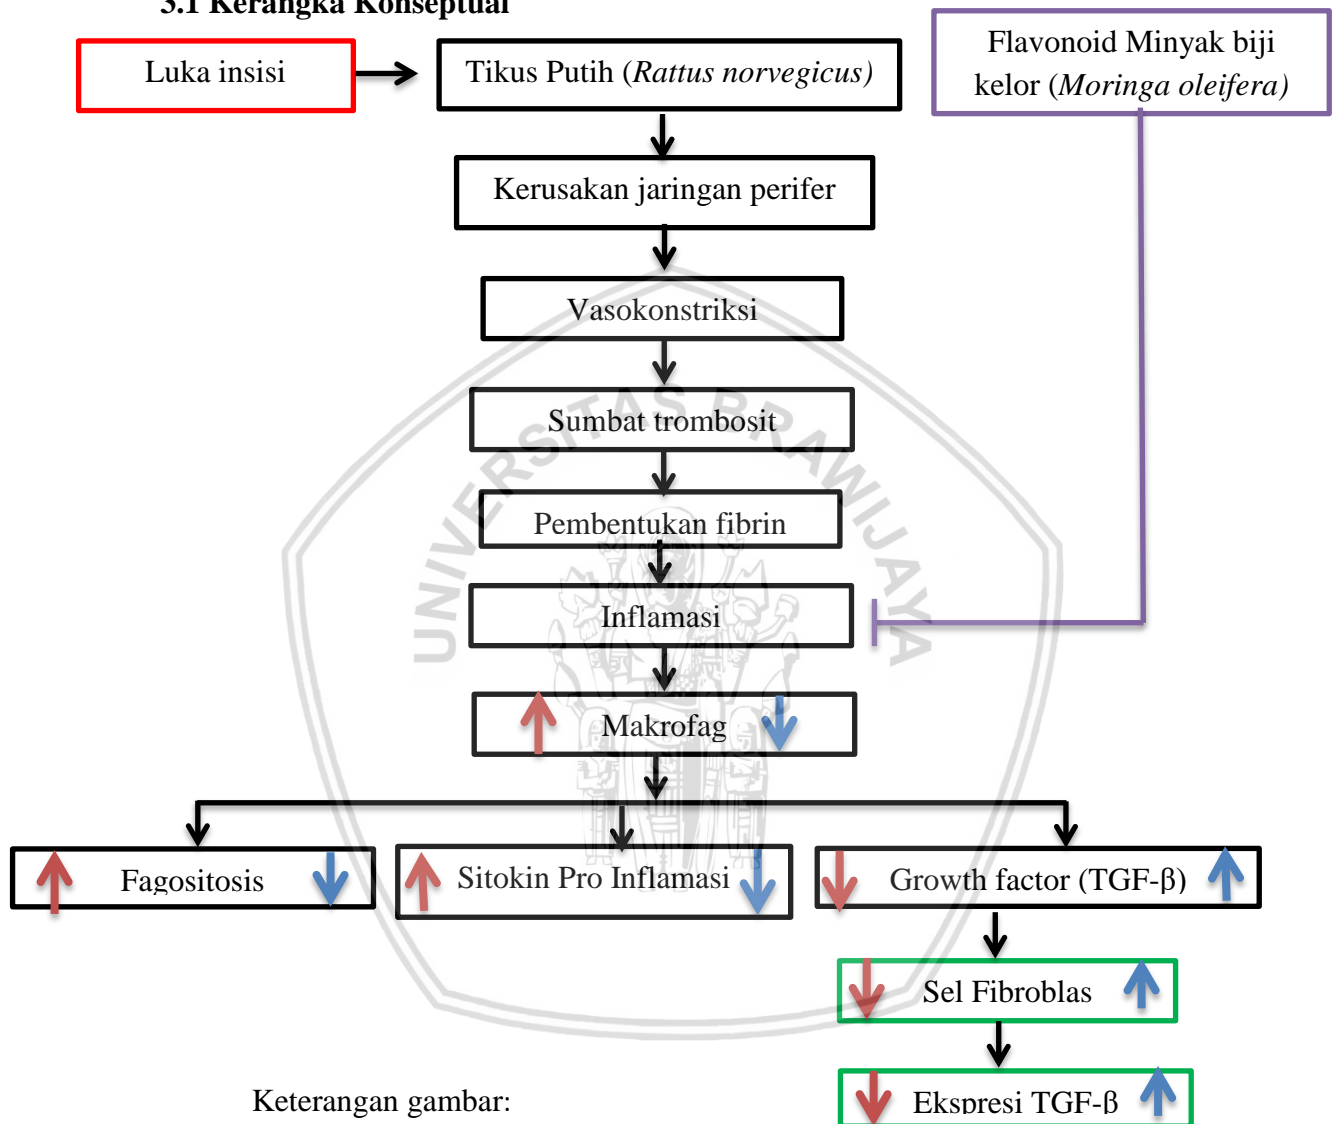 3.1 Kerangka Konseptual
Luka insisi
Tikus Putih (Rattus norvegicus)
Flavonoid Minyak biji
kelor (Moringa oleifera)
Kerusakan jaringan perifer
Vasokonstriksi
Sumbat trombosit
Pembentukan fibrin
Inflamasi
Makrofag
Fagositosis
Sitokin Pro Inflamasi
Growth factor (TGF-β)
Sel Fibroblas
Ekspresi TGF-β
Keterangan gambar:
UNIVERSITAS BRAWIJAYA